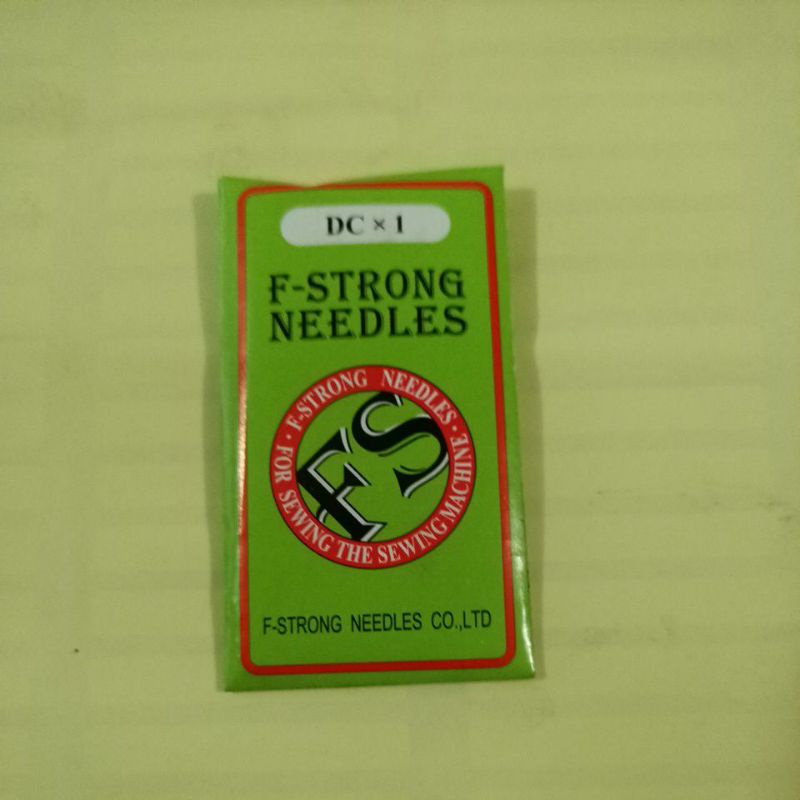 DC × 1
F-STRONG
NEEDLES
· F-STRONG NEEDLES ·
FOR SEWING THE SEWING MACHINE
FS
F-STRONG NEEDLES CO.,LTD